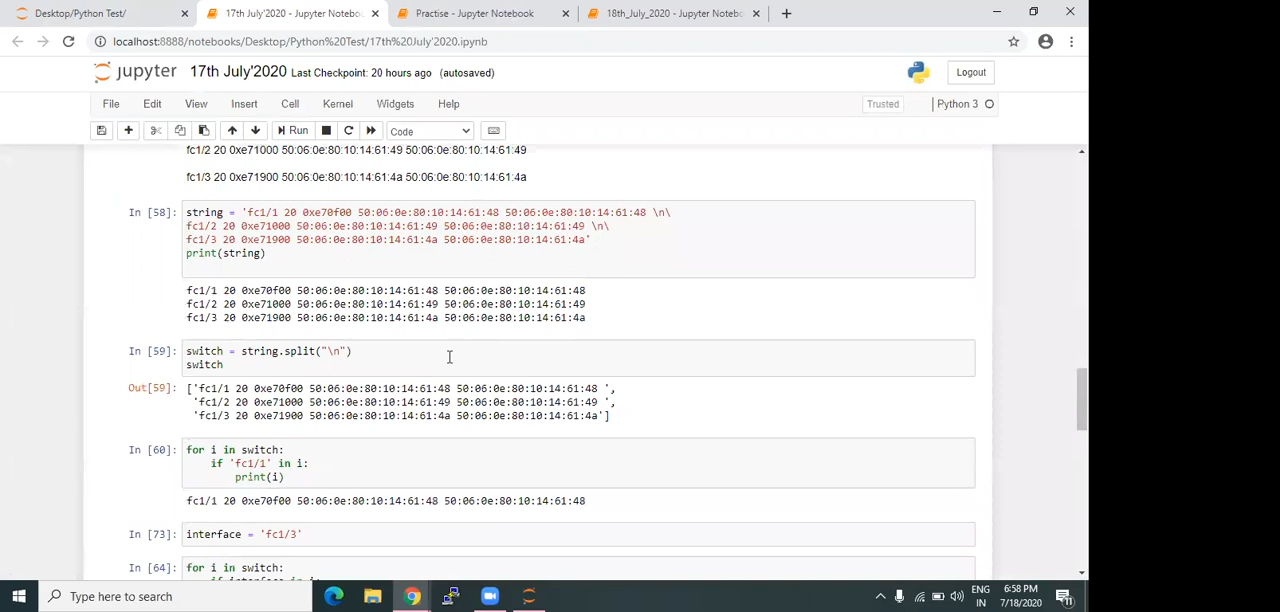 Desktop/Python Test/
17th July'2020 - Jupyter Noteboo
Practise - Jupyter Notebook
18th_July_2020 - Jupyter Notebo
localhost:8888/notebooks/Desktop/Python%20Test/17th%20July'2020.ipynb
jupyter 17th July'2020 Last Checkpoint: 20 hours ago (autosaved)
Logout
File Edit View Insert Cell Kernel Widgets Help
Trusted
Python 3
Run
Code
fc1/2 20 0xe71000 50:06:0e:80:10:14:61:49 50:06:0e:80:10:14:61:49
fc1/3 20 0xe71900 50:06:0e:80:10:14:61:4a 50:06:0e:80:10:14:61:4a
In [58]: string = 'fc1/1 20 0xe70f00 50:06:0e:80:10:14:61:48 50:06:0e:80:10:14:61:48 \n\
fc1/2 20 0xe71000 50:06:0e:80:10:14:61:49 50:06:0e:80:10:14:61:49 \n\
fc1/3 20 0xe71900 50:06:0e:80:10:14:61:4a 50:06:0e:80:10:14:61:4a'
print(string)
fc1/1 20 0xe70f00 50:06:0e:80:10:14:61:48 50:06:0e:80:10:14:61:48
fc1/2 20 0xe71000 50:06:0e:80:10:14:61:49 50:06:0e:80:10:14:61:49
fc1/3 20 0xe71900 50:06:0e:80:10:14:61:4a 50:06:0e:80:10:14:61:4a
In [59]: switch = string.split("\n")
switch
Out[59]: ['fc1/1 20 0xe70f00 50:06:0e:80:10:14:61:48 50:06:0e:80:10:14:61:48 ',
'fc1/2 20 0xe71000 50:06:0e:80:10:14:61:49 50:06:0e:80:10:14:61:49 ',
'fc1/3 20 0xe71900 50:06:0e:80:10:14:61:4a 50:06:0e:80:10:14:61:4a']
In [60]: for i in switch:
if 'fc1/1' in i:
print(i)
fc1/1 20 0xe70f00 50:06:0e:80:10:14:61:48 50:06:0e:80:10:14:61:48
In [73]: interface = 'fc1/3'
In [64]: for i in switch:
if interface in i:
Type here to search
ENG
IN
6:58 PM
7/18/2020
11